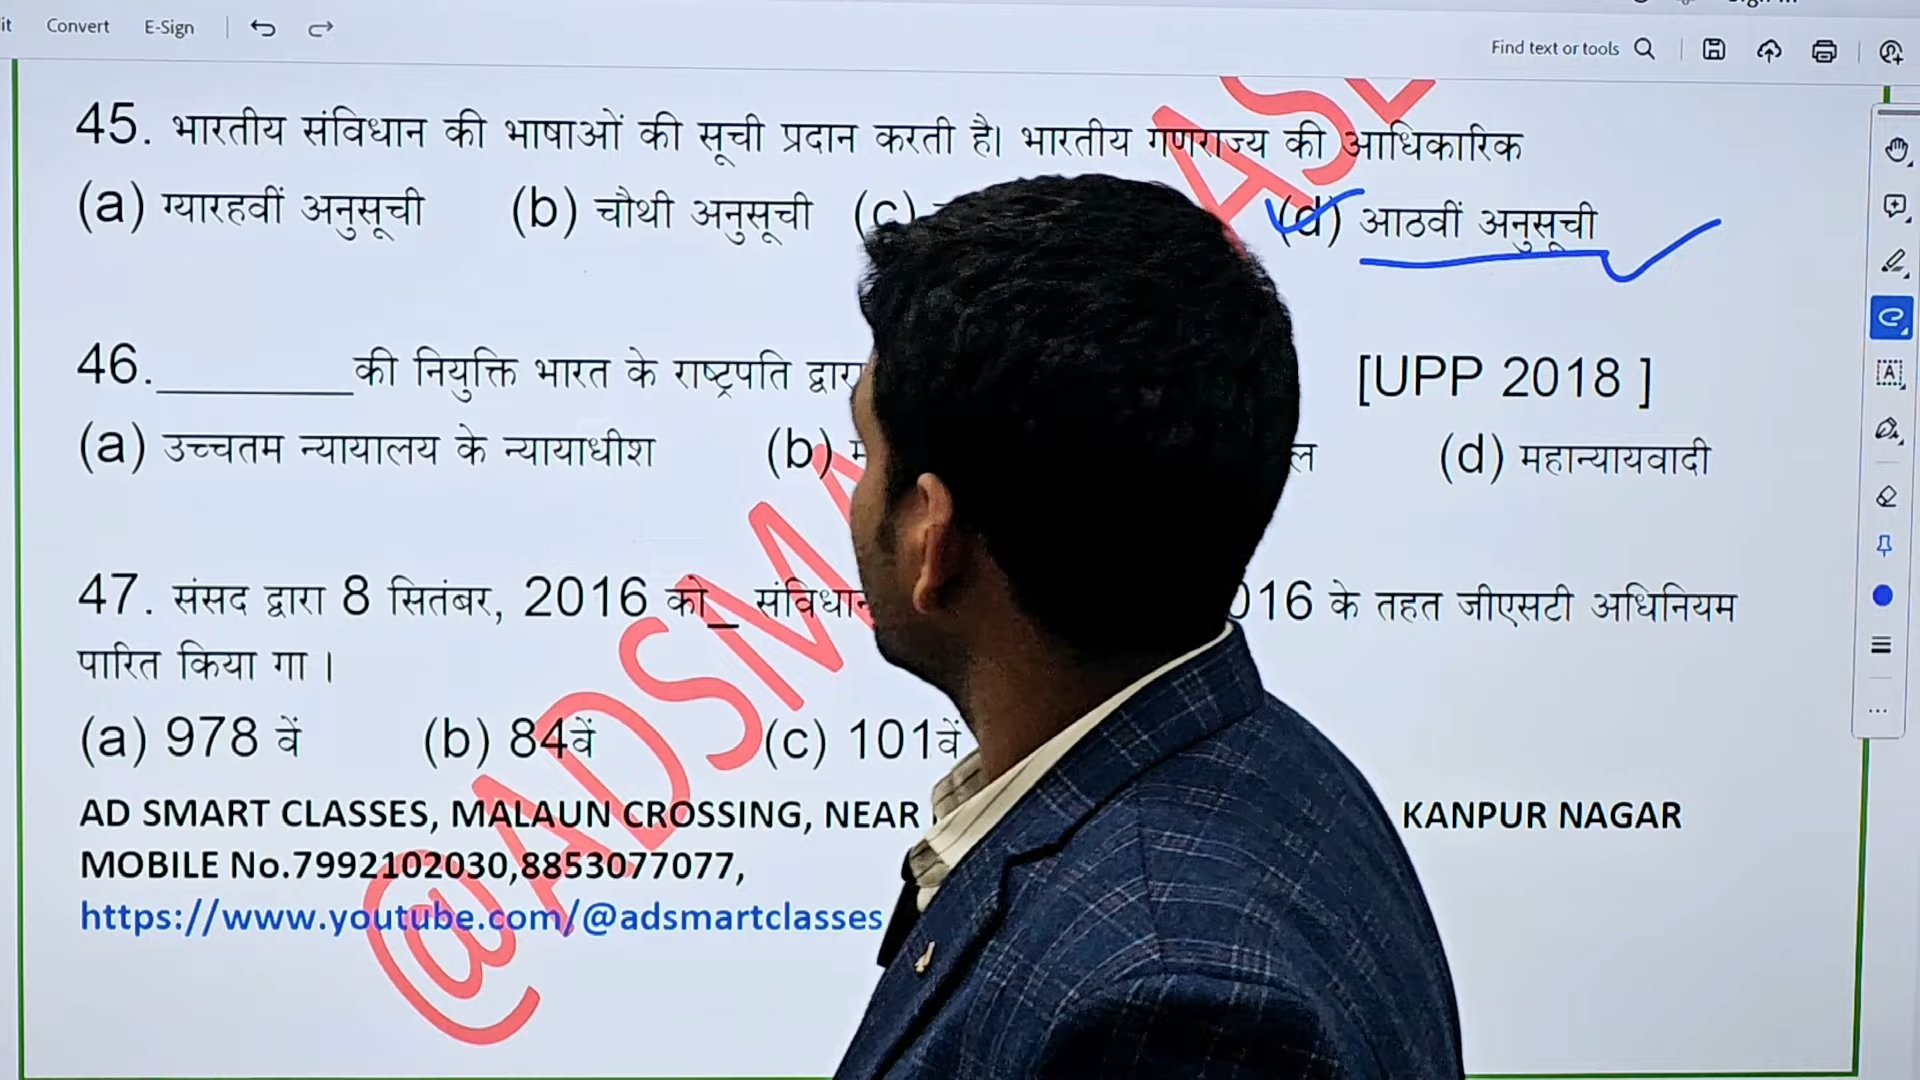 Convert E-Sign
Find text or tools
45. भारतीय संविधान की भाषाओं की सूची प्रदान करती है। भारतीय गणराज्य की आधिकारिक
(a) ग्यारहवीं अनुसूची (b) चौथी अनुसूची (c) (d) आठवीं अनुसूची
46.________की नियुक्ति भारत के राष्ट्रपति द्वारा [UPP 2018 ]
(a) उच्चतम न्यायालय के न्यायाधीश (b) (d) महान्यायवादी
47. संसद द्वारा 8 सितंबर, 2016 को_ संविधान 2016 के तहत जीएसटी अधिनियम
पारित किया गा ।
(a) 978 वें (b) 84वें (c) 101वें
AD SMART CLASSES, MALAUN CROSSING, NEAR KANPUR NAGAR
MOBILE No.7992102030,8853077077,
https://www.youtube.com/@adsmartclasses